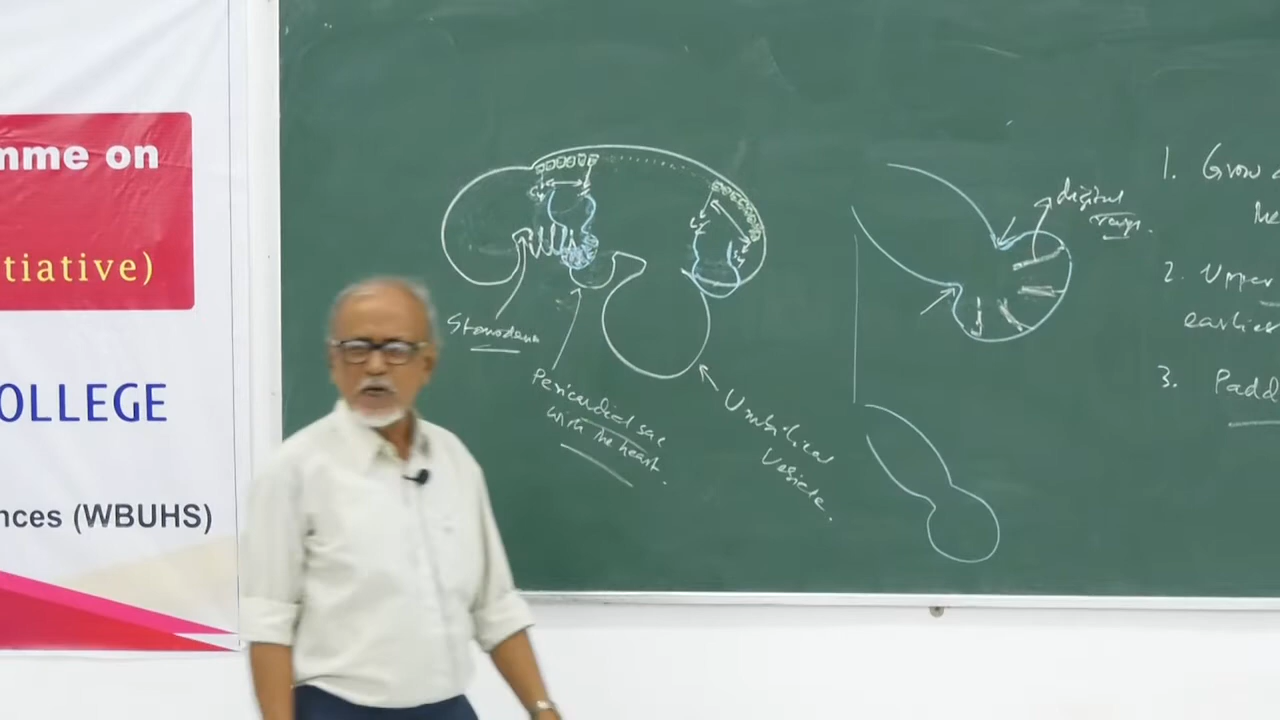 mme on
tiative)
OLLEGE
nces (WBUHS)
Stomodeum
Pericardial sac
with the heart.
Umbilical
Vesicle.
digital
rays.
1. Grow
2. Upper
earlies
3. Padd